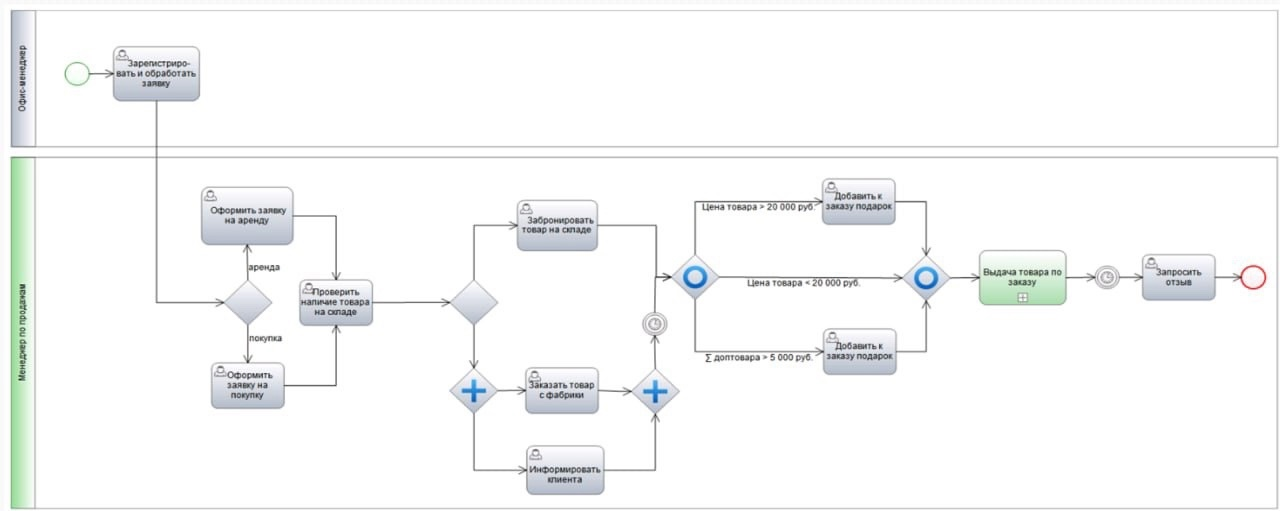 Офис-менеджер
Зарегистриро-
вать и обработать
заявку
Менеджер по продажам
Оформить заявку
на аренду
аренда
покупка
Оформить
заявку на
покупку
Проверить
наличие товара
на складе
Забронировать
товар на складе
Заказать товар
с фабрики
Информировать
клиента
Цена товара > 20 000 руб.
Цена товара < 20 000 руб.
∑ доптовара > 5 000 руб.
Добавить к
заказу подарок
Добавить к
заказу подарок
Выдача товара по
заказу
Запросить
отзыв